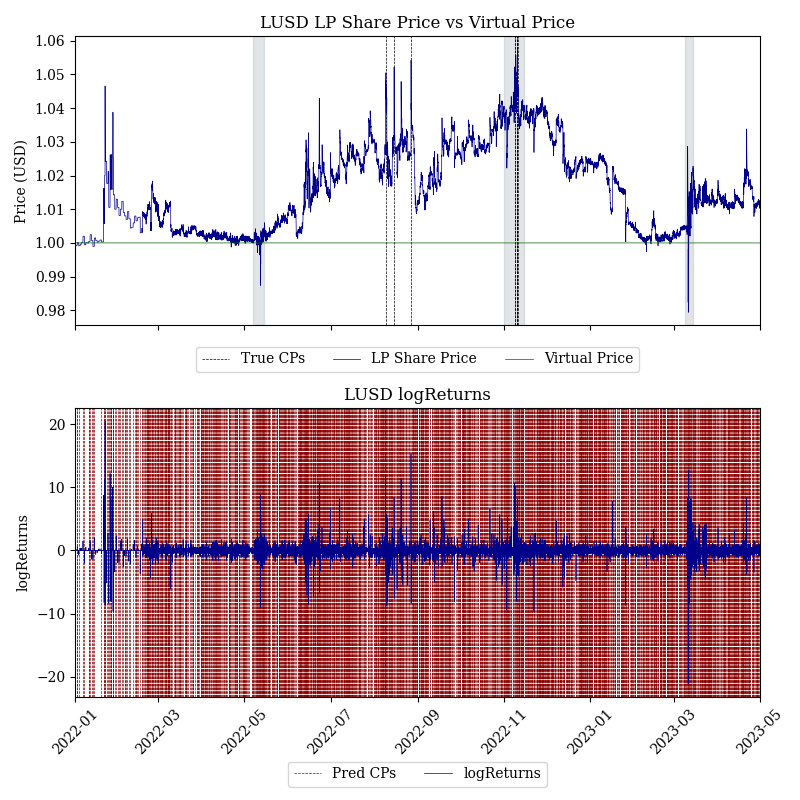 LUSD LP Share Price vs Virtual Price
1.06
1.05
1.04
1.03
1.02
1.01
1.00
0.99
0.98
Price (USD)
True CPs LP Share Price Virtual Price
LUSD logReturns
20
10
0
−10
−20
logReturns
2022-01 2022-03 2022-05 2022-07 2022-09 2022-11 2023-01 2023-03 2023-05
Pred CPs logReturns